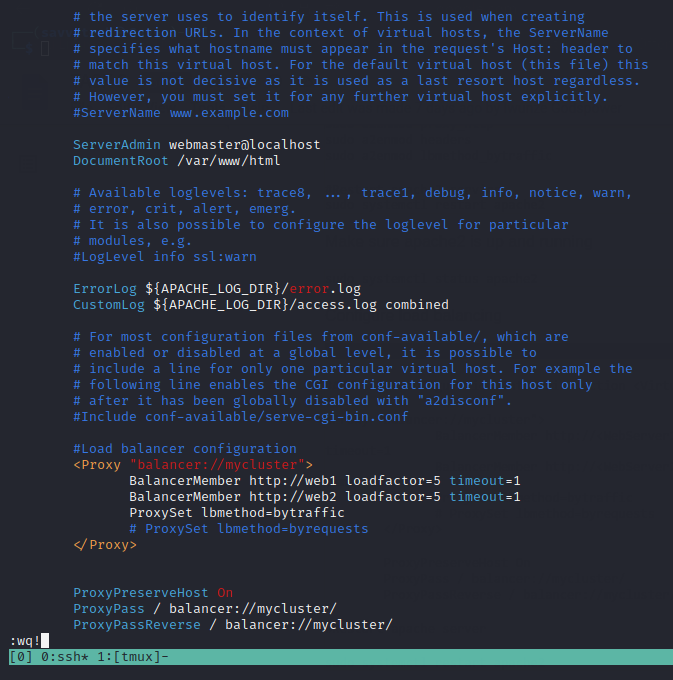 # the server uses to identify itself. This is used when creating
# redirection URLs. In the context of virtual hosts, the ServerName
# specifies what hostname must appear in the request's Host: header to
# match this virtual host. For the default virtual host (this file) this
# value is not decisive as it is used as a last resort host regardless.
# However, you must set it for any further virtual host explicitly.
#ServerName www.example.com
ServerAdmin webmaster@localhost
DocumentRoot /var/www/html
# Available loglevels: trace8, ..., trace1, debug, info, notice, warn,
# error, crit, alert, emerg.
# It is also possible to configure the loglevel for particular
# modules, e.g.
#LogLevel info ssl:warn
ErrorLog ${APACHE_LOG_DIR}/error.log
CustomLog ${APACHE_LOG_DIR}/access.log combined
# For most configuration files from conf-available/, which are
# enabled or disabled at a global level, it is possible to
# include a line for only one particular virtual host. For example the
# following line enables the CGI configuration for this host only
# after it has been globally disabled with "a2disconf".
#Include conf-available/serve-cgi-bin.conf
#Load balancer configuration
<Proxy "balancer://mycluster">
BalancerMember http://web1 loadfactor=5 timeout=1
BalancerMember http://web2 loadfactor=5 timeout=1
ProxySet lbmethod=bytraffic
# ProxySet lbmethod=byrequests
</Proxy>
ProxyPreserveHost On
ProxyPass / balancer://mycluster/
ProxyPassReverse / balancer://mycluster/
:wq!
[0] 0:ssh* 1:[tmux]-